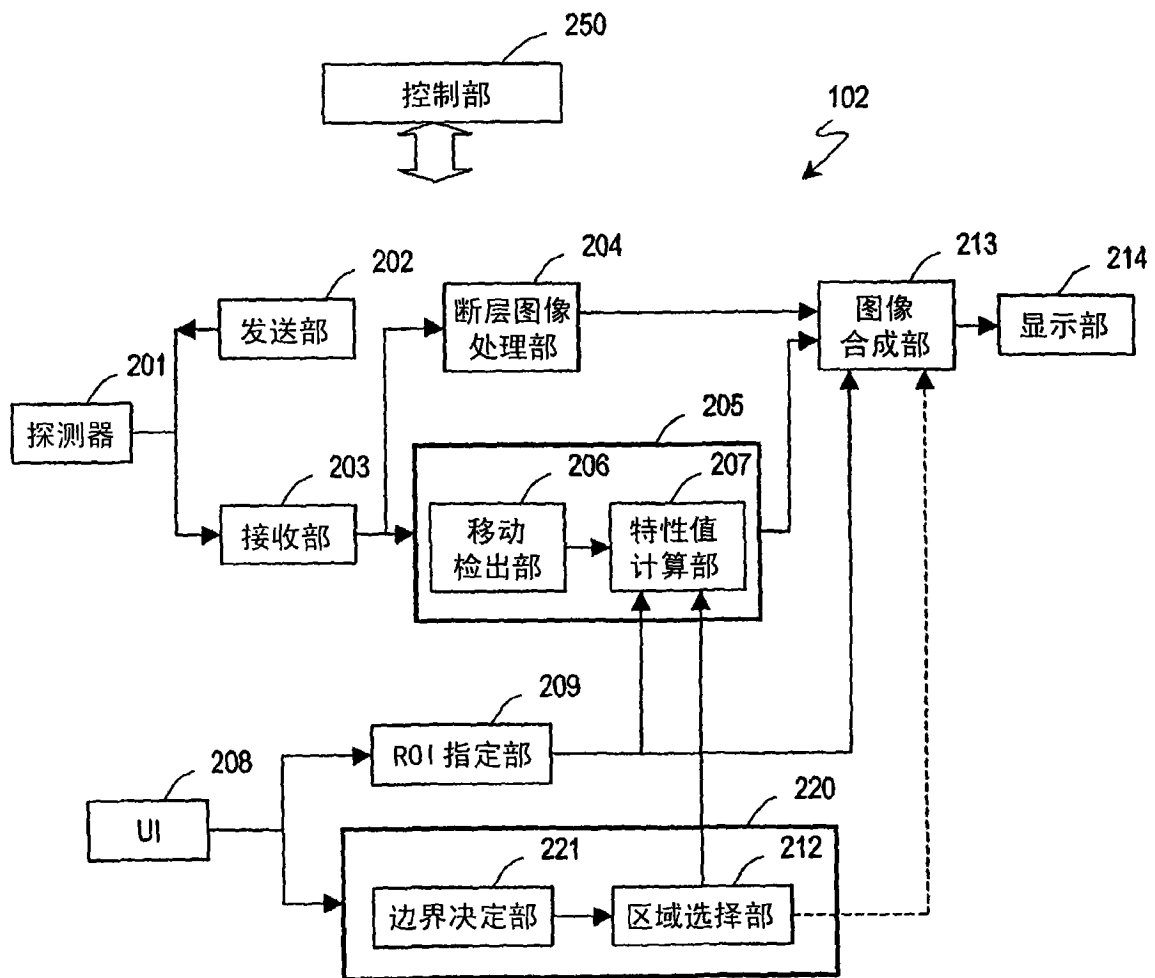 250
控制部
102
202
发送部
204
断层图像
处理部
213
图像
合成部
214
显示部
201
探测器
203
接收部
205
206
移动
检出部
207
特性值
计算部
209
ROI 指定部
208
UI
220
221
边界决定部
212
区域选择部